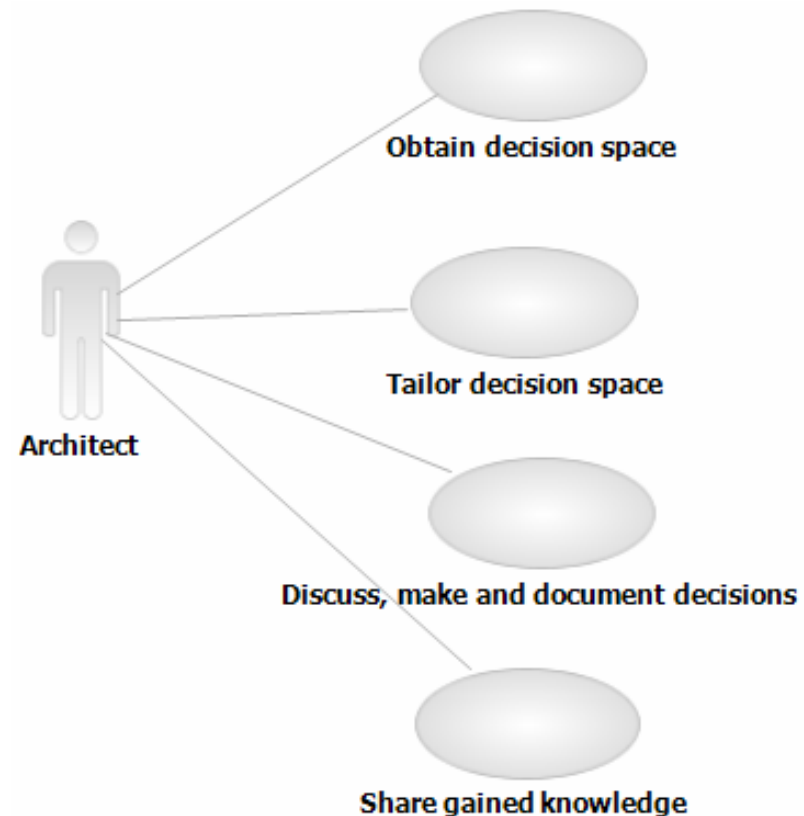 Obtain decision space
Tailor decision space
Architect
Discuss, make and document decisions
Share gained knowledge